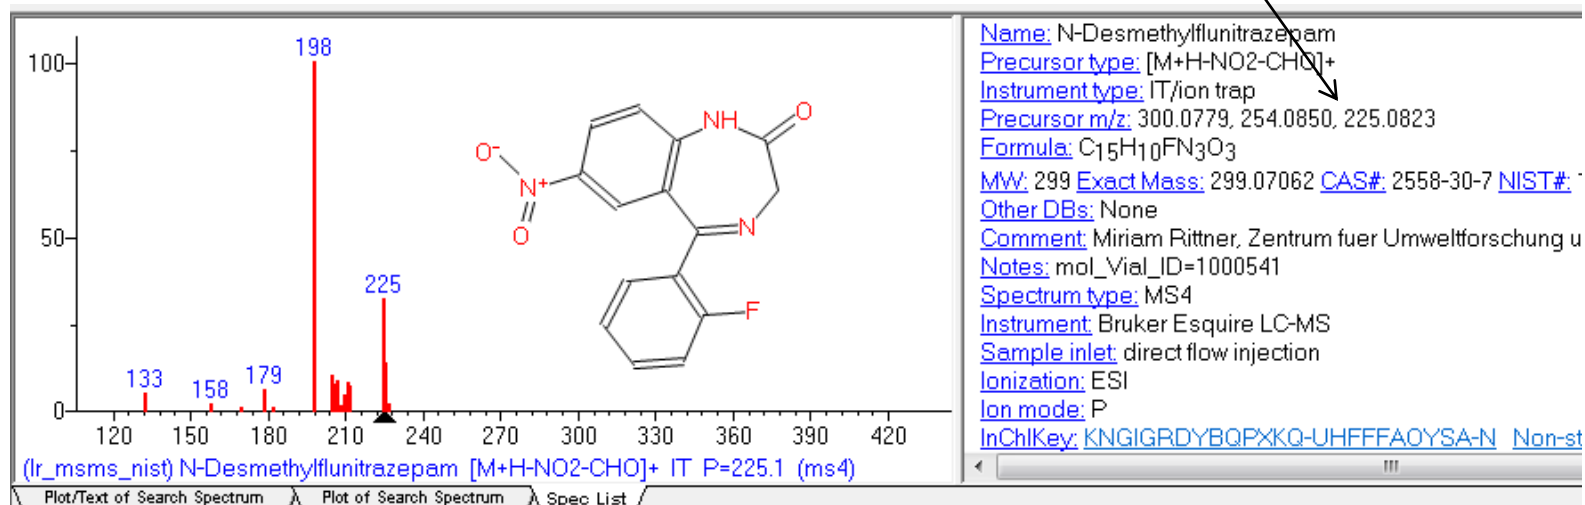 100
50
0
198
225
133
158
179
120 150 180 210 240 270 300 330 360 390 420
O-
N+
O
NH
O
N
F
(lr_msms_nist) N-Desmethylflunitrazepam [M+H-NO2-CHO]+ IT P=225.1 (ms4)
Name: N-Desmethylflunitrazepam
Precursor type: [M+H-NO2-CHO]+
Instrument type: IT/ion trap
Precursor m/z: 300.0779, 254.0850, 225.0823
Formula: C15H10FN3O3
MW: 299 Exact Mass: 299.07062 CAS#: 2558-30-7 NIST#:
Other DBs: None
Comment: Miriam Rittner, Zentrum fuer Umweltforschung u
Notes: mol_Vial_ID=1000541
Spectrum type: MS4
Instrument: Bruker Esquire LC-MS
Sample inlet: direct flow injection
Ionization: ESI
Ion mode: P
InChIKey: KNGIGRDYBQPXKQ-UHFFFAOYSA-N Non-st
Plot/Text of Search Spectrum Plot of Search Spectrum Spec List